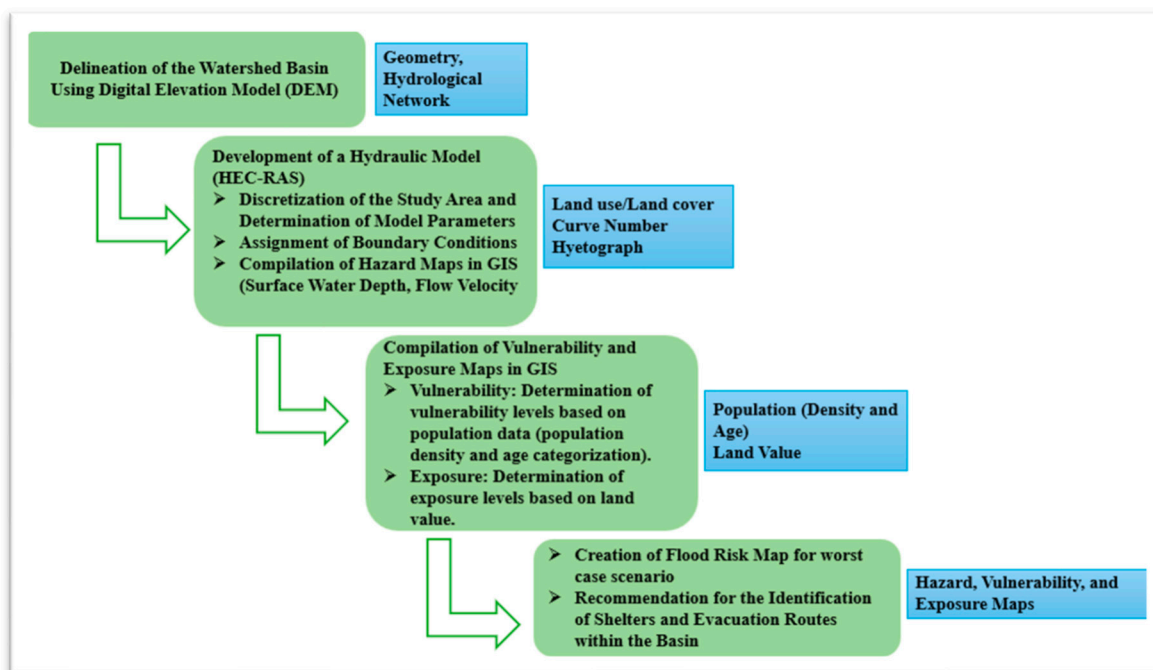 Delineation of the Watershed Basin
Using Digital Elevation Model (DEM)
Geometry,
Hydrological
Network
Development of a Hydraulic Model
(HEC-RAS)
➢ Discretization of the Study Area and
Determination of Model Parameters
➢ Assignment of Boundary Conditions
➢ Compilation of Hazard Maps in GIS
(Surface Water Depth, Flow Velocity
Land use/Land cover
Curve Number
Hyetograph
Compilation of Vulnerability and
Exposure Maps in GIS
➢ Vulnerability: Determination of
vulnerability levels based on
population data (population
density and age categorization).
➢ Exposure: Determination of
exposure levels based on land
value.
Population (Density and
Age)
Land Value
➢ Creation of Flood Risk Map for worst
case scenario
➢ Recommendation for the Identification
of Shelters and Evacuation Routes
within the Basin
Hazard, Vulnerability, and
Exposure Maps